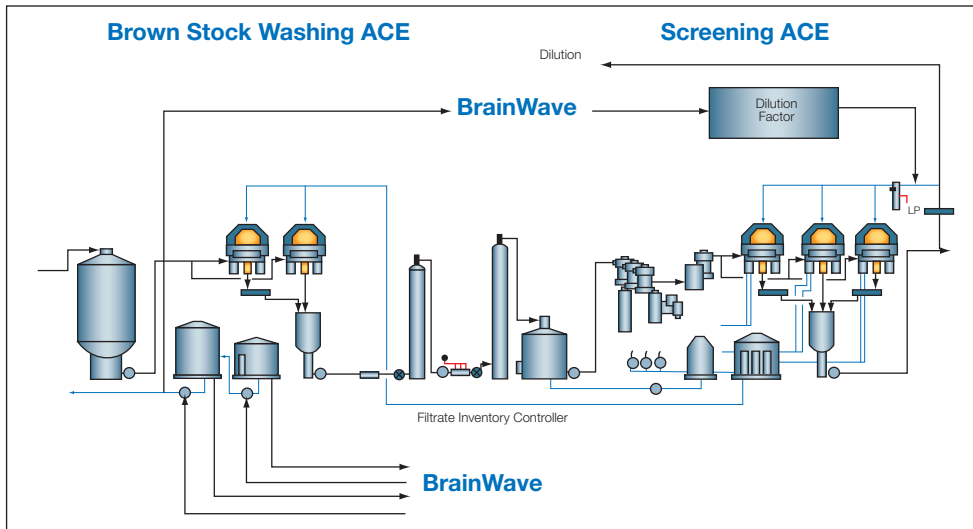 Brown Stock Washing ACE
Screening ACE
Dilution
BrainWave
Dilution
Factor
LP
Filtrate Inventory Controller
BrainWave